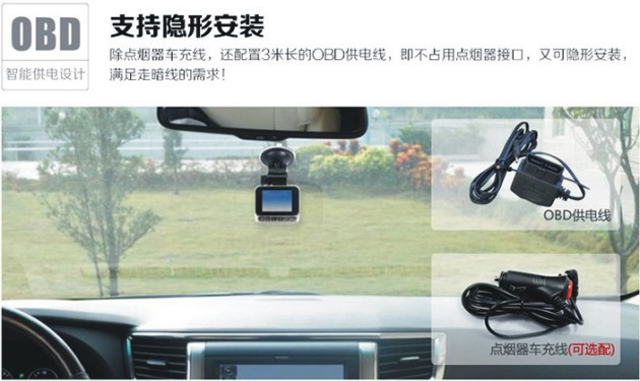 OBD
智能供电设计
支持隐形安装
除点烟器车充线，还配置3米长的OBD供电线，即不占用点烟器接口，又可隐形安装，
满足走暗线的需求！
OBD供电线
点烟器车充线(可选配)